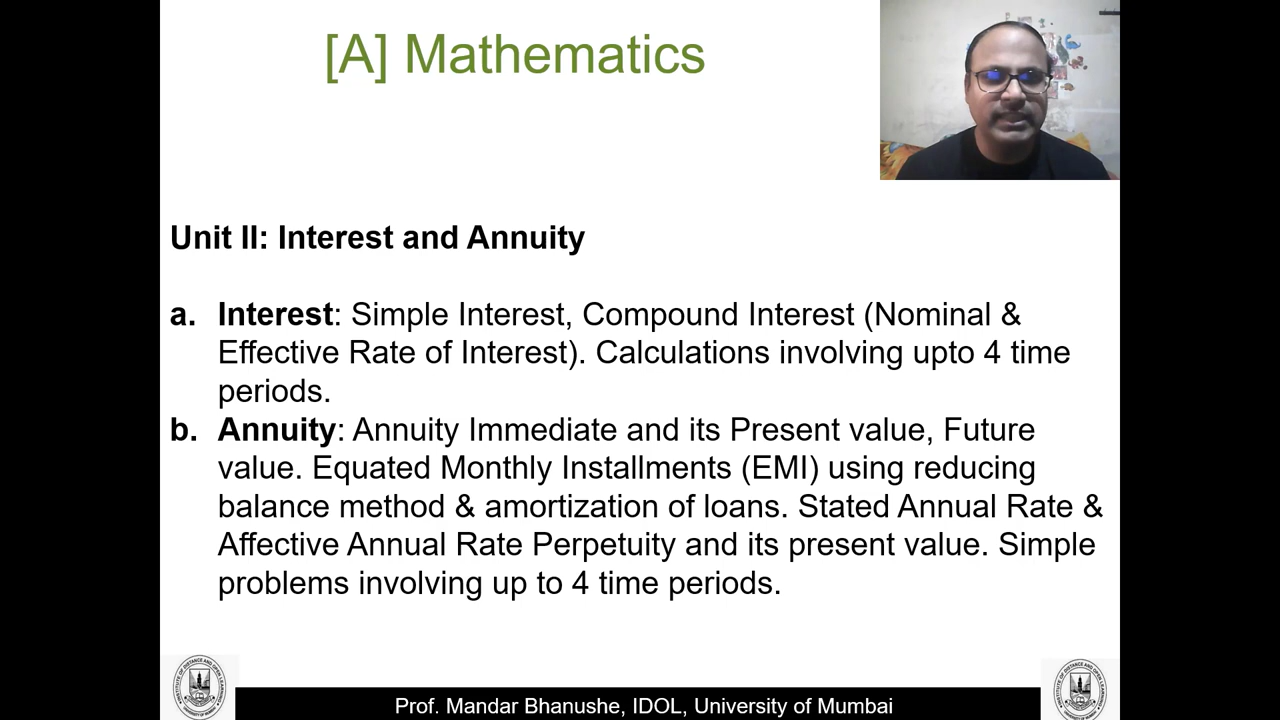 [A] Mathematics
Unit II: Interest and Annuity
a. Interest: Simple Interest, Compound Interest (Nominal &
Effective Rate of Interest). Calculations involving upto 4 time
periods.
b. Annuity: Annuity Immediate and its Present value, Future
value. Equated Monthly Installments (EMI) using reducing
balance method & amortization of loans. Stated Annual Rate &
Affective Annual Rate Perpetuity and its present value. Simple
problems involving up to 4 time periods.
Prof. Mandar Bhanushe, IDOL, University of Mumbai